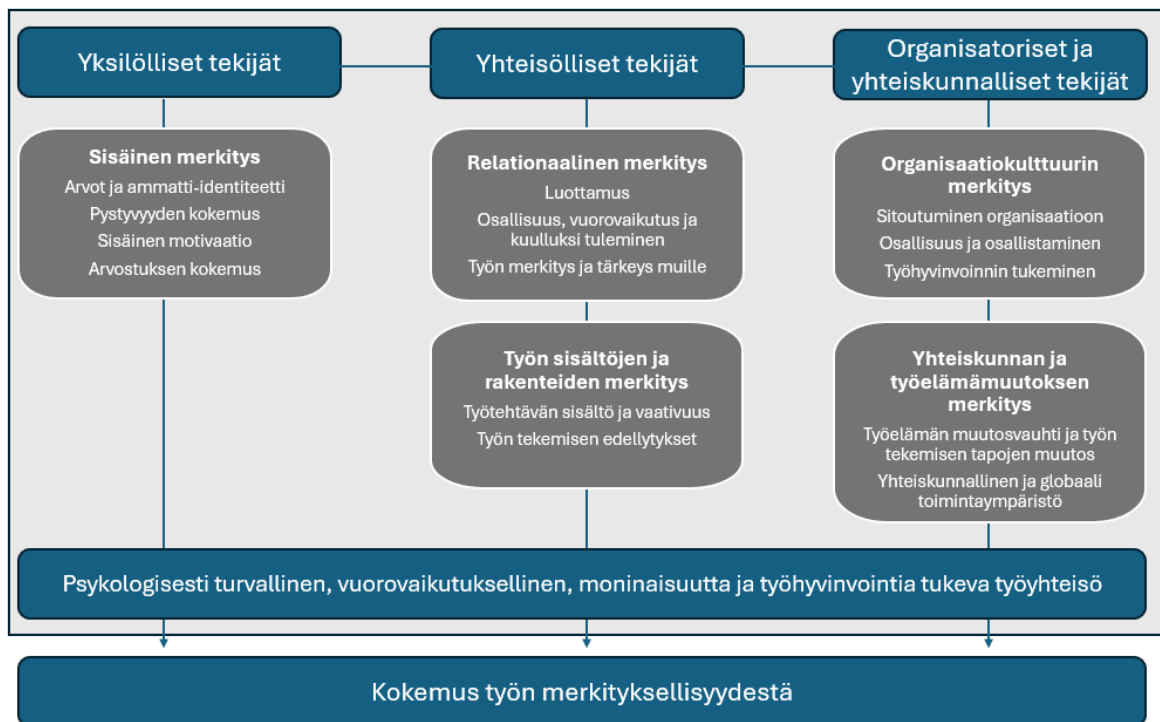 Yksilölliset tekijät
Yhteisölliset tekijät
Organisatoriset ja
yhteiskunnalliset tekijät
Sisäinen merkitys
Arvot ja ammatti-identiteetti
Pystyvyyden kokemus
Sisäinen motivaatio
Arvostuksen kokemus
Relationaalinen merkitys
Luottamus
Osallisuus, vuorovaikutus ja
kuulluksi tuleminen
Työn merkitys ja tärkeys muille
Organisaatiokulttuurin
merkitys
Sitoutuminen organisaatioon
Osallisuus ja osallistaminen
Työhyvinvoinnin tukeminen
Työn sisältöjen ja
rakenteiden merkitys
Työtehtävän sisältö ja vaativuus
Työn tekemisen edellytykset
Yhteiskunnan ja
työelämämuutoksen
merkitys
Työelämän muutosvauhti ja työn
tekemisen tapojen muutos
Yhteiskunnallinen ja globaali
toimintaympäristö
Psykologisesti turvallinen, vuorovaikutuksellinen, moninaisuutta ja työhyvinvointia tukeva työyhteisö
Kokemus työn merkityksellisyydestä